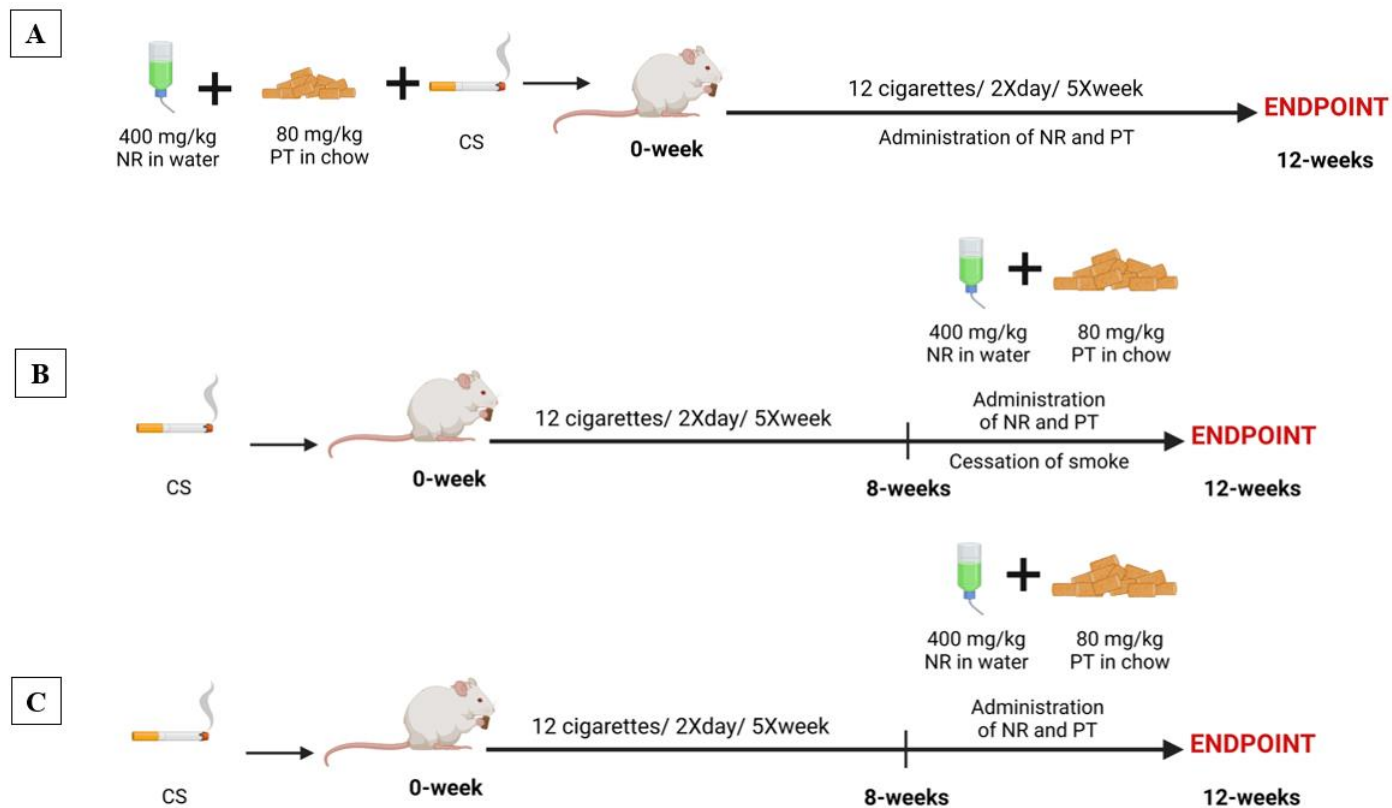 A
400 mg/kg
NR in water
80 mg/kg
PT in chow
CS
0-week
12 cigarettes/ 2Xday/ 5Xweek
Administration of NR and PT
ENDPOINT
12-weeks
B
CS
0-week
12 cigarettes/ 2Xday/ 5Xweek
8-weeks
400 mg/kg
NR in water
80 mg/kg
PT in chow
Administration
of NR and PT
Cessation of smoke
ENDPOINT
12-weeks
C
CS
0-week
12 cigarettes/ 2Xday/ 5Xweek
8-weeks
400 mg/kg
NR in water
80 mg/kg
PT in chow
Administration
of NR and PT
ENDPOINT
12-weeks